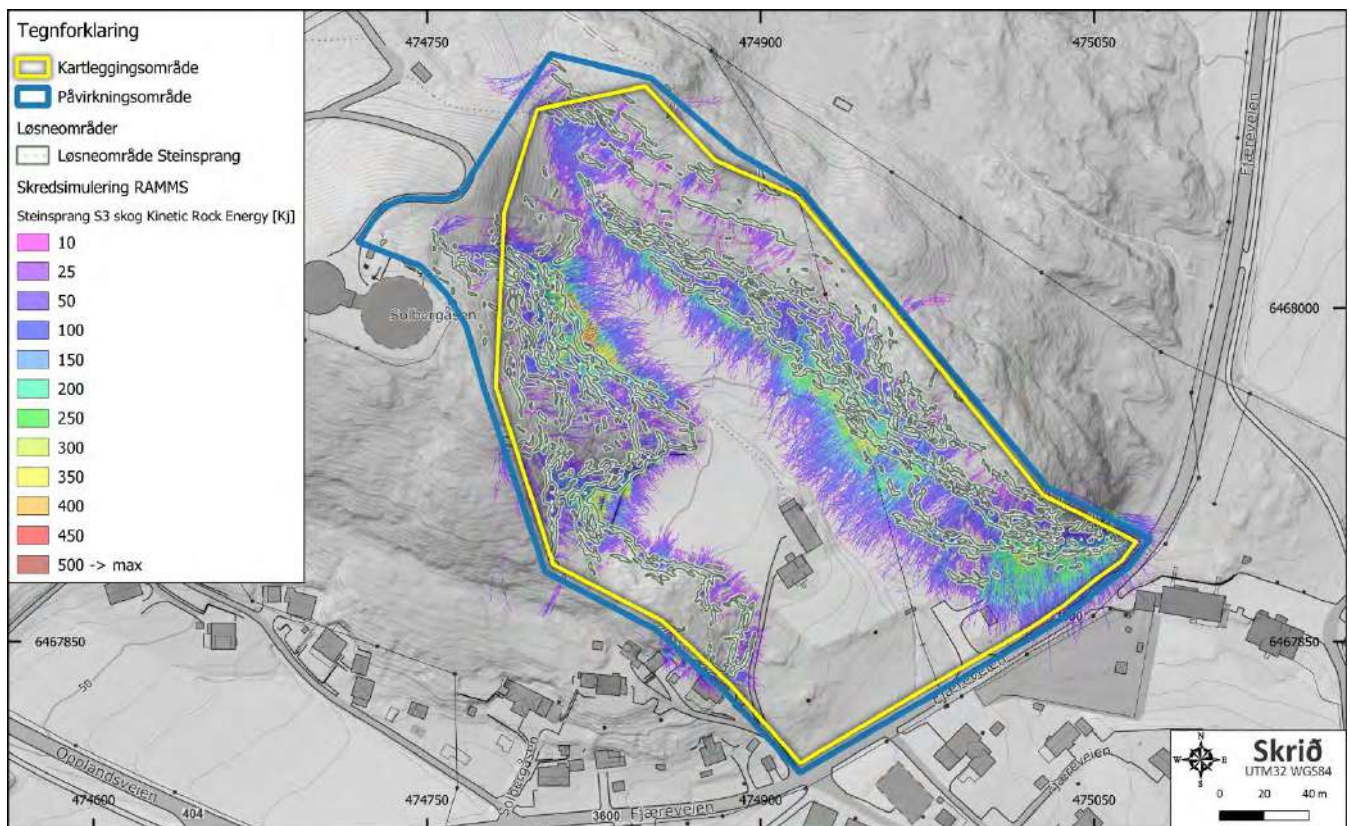 Tegnforklaring
Kartleggingsområde
Påvirkningsområde
Løsneområder
Løsneområde Steinsprang
Skredsimulering RAMMS
Steinsprang S3 skog Kinetic Rock Energy [Kj]
10
25
50
100
150
200
250
300
350
400
450
500 -> max
474750
474900
475050
Fjæreveien
6468000
Solbergåsen
6467850
6467850
Fjæreveien
50
Solbergåsen
Opplandsveien
404
3600
Fjæreveien
Fjæreveien
474600
474750
474900
475050
N
W
E
S
Skrið
UTM32 WGS84
0 20 40 m